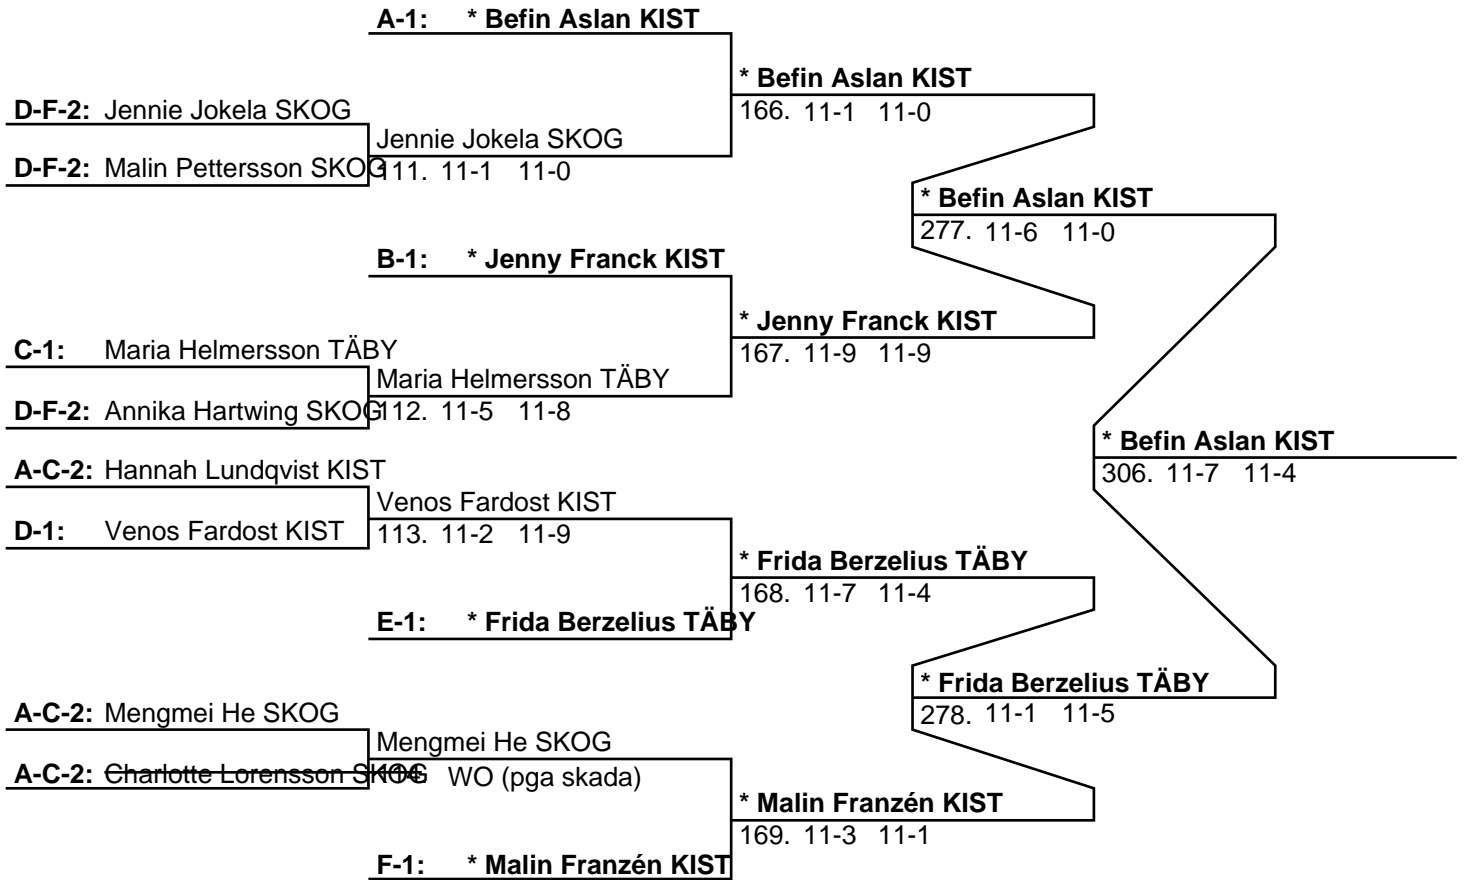 A-1: * Befin Aslan KIST
* Befin Aslan KIST
D-F-2: Jennie Jokela SKOG
166. 11-1 11-0
Jennie Jokela SKOG
D-F-2: Malin Pettersson SKOG
111. 11-1 11-0
* Befin Aslan KIST
277. 11-6 11-0
B-1: * Jenny Franck KIST
* Jenny Franck KIST
C-1: Maria Helmersson TÄBY
167. 11-9 11-9
Maria Helmersson TÄBY
D-F-2: Annika Hartwing SKOG
112. 11-5 11-8
* Befin Aslan KIST
A-C-2: Hannah Lundqvist KIST
306. 11-7 11-4
Venos Fardost KIST
D-1: Venos Fardost KIST
113. 11-2 11-9
* Frida Berzelius TÄBY
168. 11-7 11-4
E-1: * Frida Berzelius TÄBY
* Frida Berzelius TÄBY
A-C-2: Mengmei He SKOG
278. 11-1 11-5
Mengmei He SKOG
A-C-2: Charlotte Lorensson SKOG
114. WO (pga skada)
* Malin Franzén KIST
169. 11-3 11-1
F-1: * Malin Franzén KIST